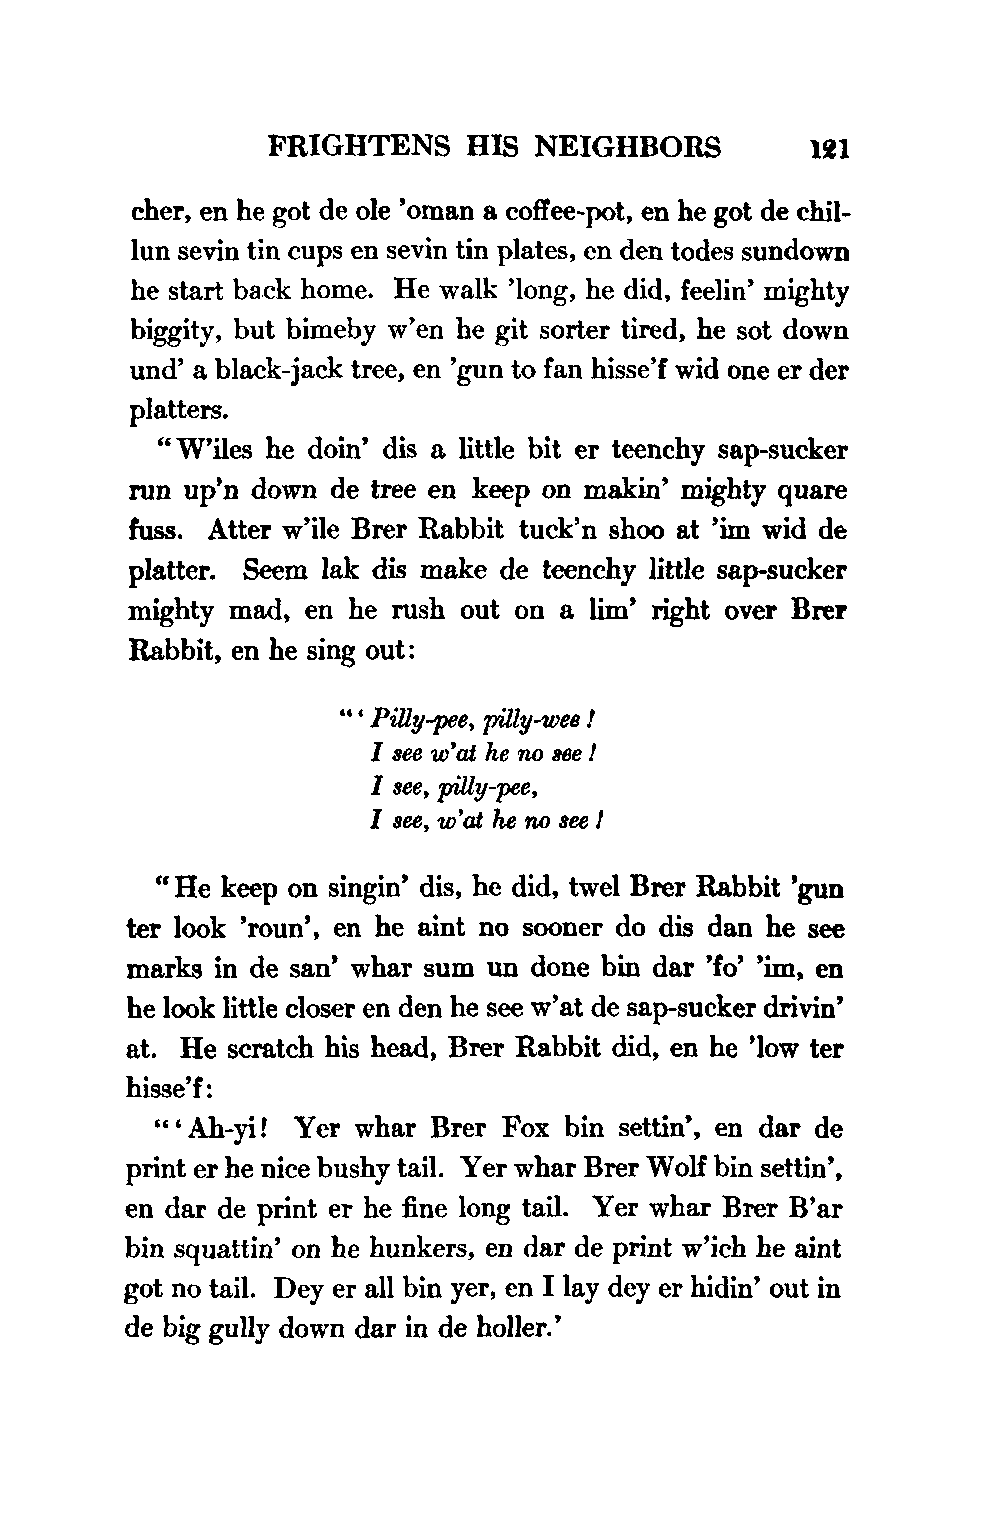 FRIGHTENS HIS NEIGHBORS 121
cher, en he got de ole 'oman a coffee-pot, en he got de chil-
lun sevin tin cups en sevin tin plates, en den todes sundown
he start back home. He walk 'long, he did, feelin' mighty
biggity, but bimeby w'en he git sorter tired, he sot down
und' a black-jack tree, en 'gun to fan hisse'f wid one er der
platters.
"W'iles he doin' dis a little bit er teenchy sap-sucker
run up'n down de tree en keep on makin' mighty quare
fuss. Atter w'ile Brer Rabbit tuck'n shoo at 'im wid de
platter. Seem lak dis make de teenchy little sap-sucker
mighty mad, en he rush out on a lim' right over Brer
Rabbit, en he sing out:
"'Pilly-pee, pilly-wee!
I see w'at he no see!
I see, pilly-pee,
I see, w'at he no see!
"He keep on singin' dis, he did, twel Brer Rabbit 'gun
ter look 'roun', en he aint no sooner do dis dan he see
marks in de san' whar sum un done bin dar 'fo' 'im, en
he look little closer en den he see w'at de sap-sucker drivin'
at. He scratch his head, Brer Rabbit did, en he 'low ter
hisse'f:
"'Ah-yi! Yer whar Brer Fox bin settin', en dar de
print er he nice bushy tail. Yer whar Brer Wolf bin settin',
en dar de print er he fine long tail. Yer whar Brer B'ar
bin squattin' on he hunkers, en dar de print w'ich he aint
got no tail. Dey er all bin yer, en I lay dey er hidin' out in
de big gully down dar in de holler.'